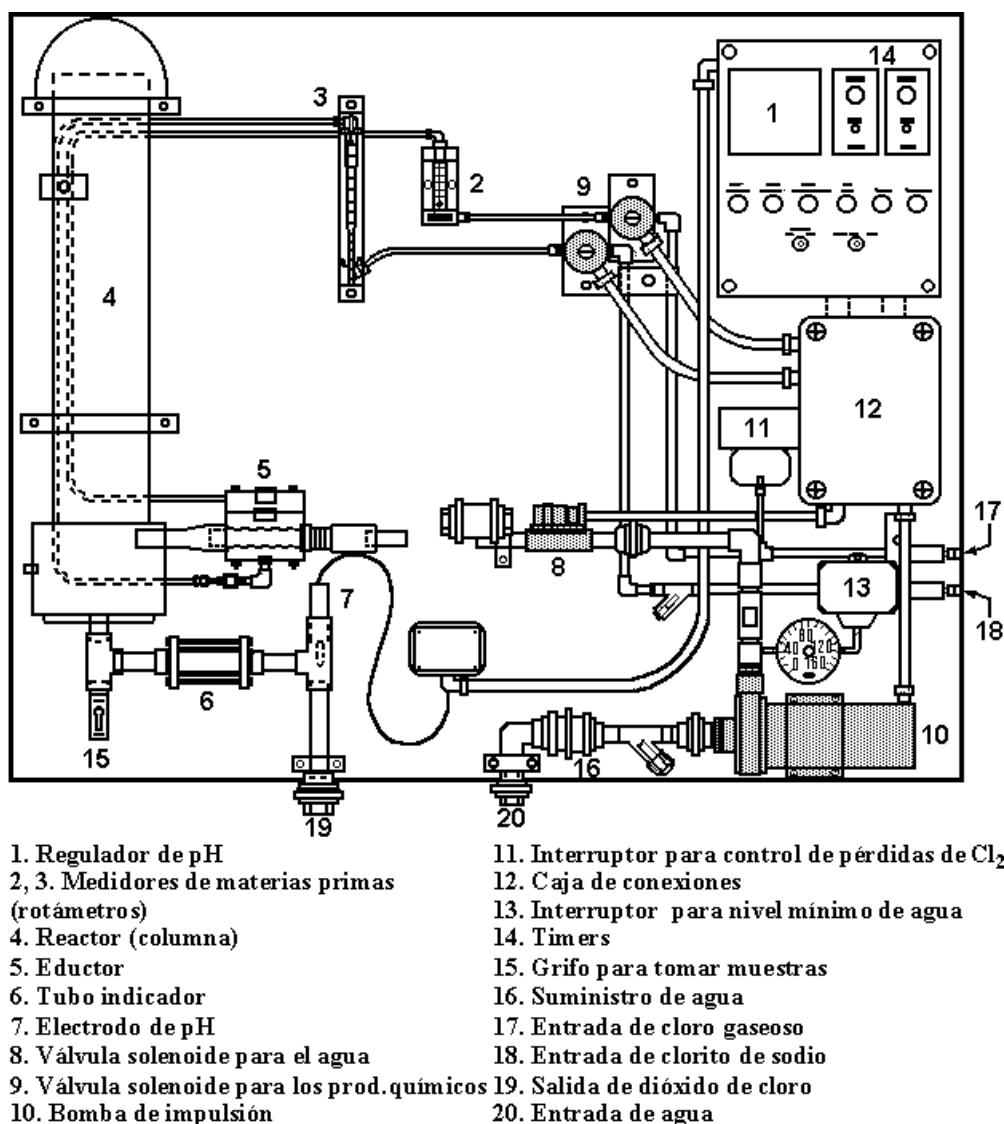 3
14
1
2
9
4
12
11
5
17
8
13
7
18
6
10
15
16
19
20
80
40 120
0 160
1. Regulador de pH
2, 3. Medidores de materias primas
(rotámetros)
4. Reactor (columna)
5. Eductor
6. Tubo indicador
7. Electrodo de pH
8. Válvula solenoide para el agua
9. Válvula solenoide para los prod.químicos
10. Bomba de impulsión
11. Interruptor para control de pérdidas de Cl₂
12. Caja de conexiones
13. Interruptor para nivel mínimo de agua
14. Timers
15. Grifo para tomar muestras
16. Suministro de agua
17. Entrada de cloro gaseoso
18. Entrada de clorito de sodio
19. Salida de dióxido de cloro
20. Entrada de agua